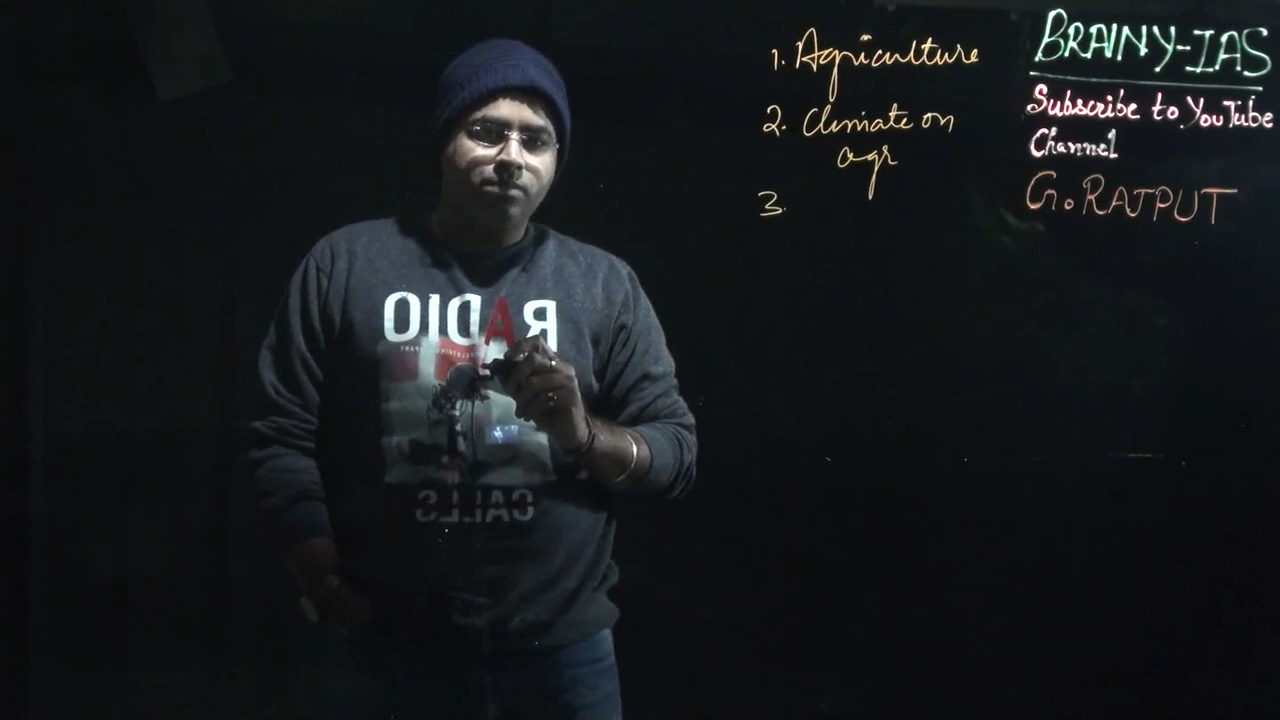 1. Agriculture
2. Climate on
agr
3.
BRAINY-IAS
Subscribe to YouTube
Channel
G. RAJPUT
RADIO
CALLS